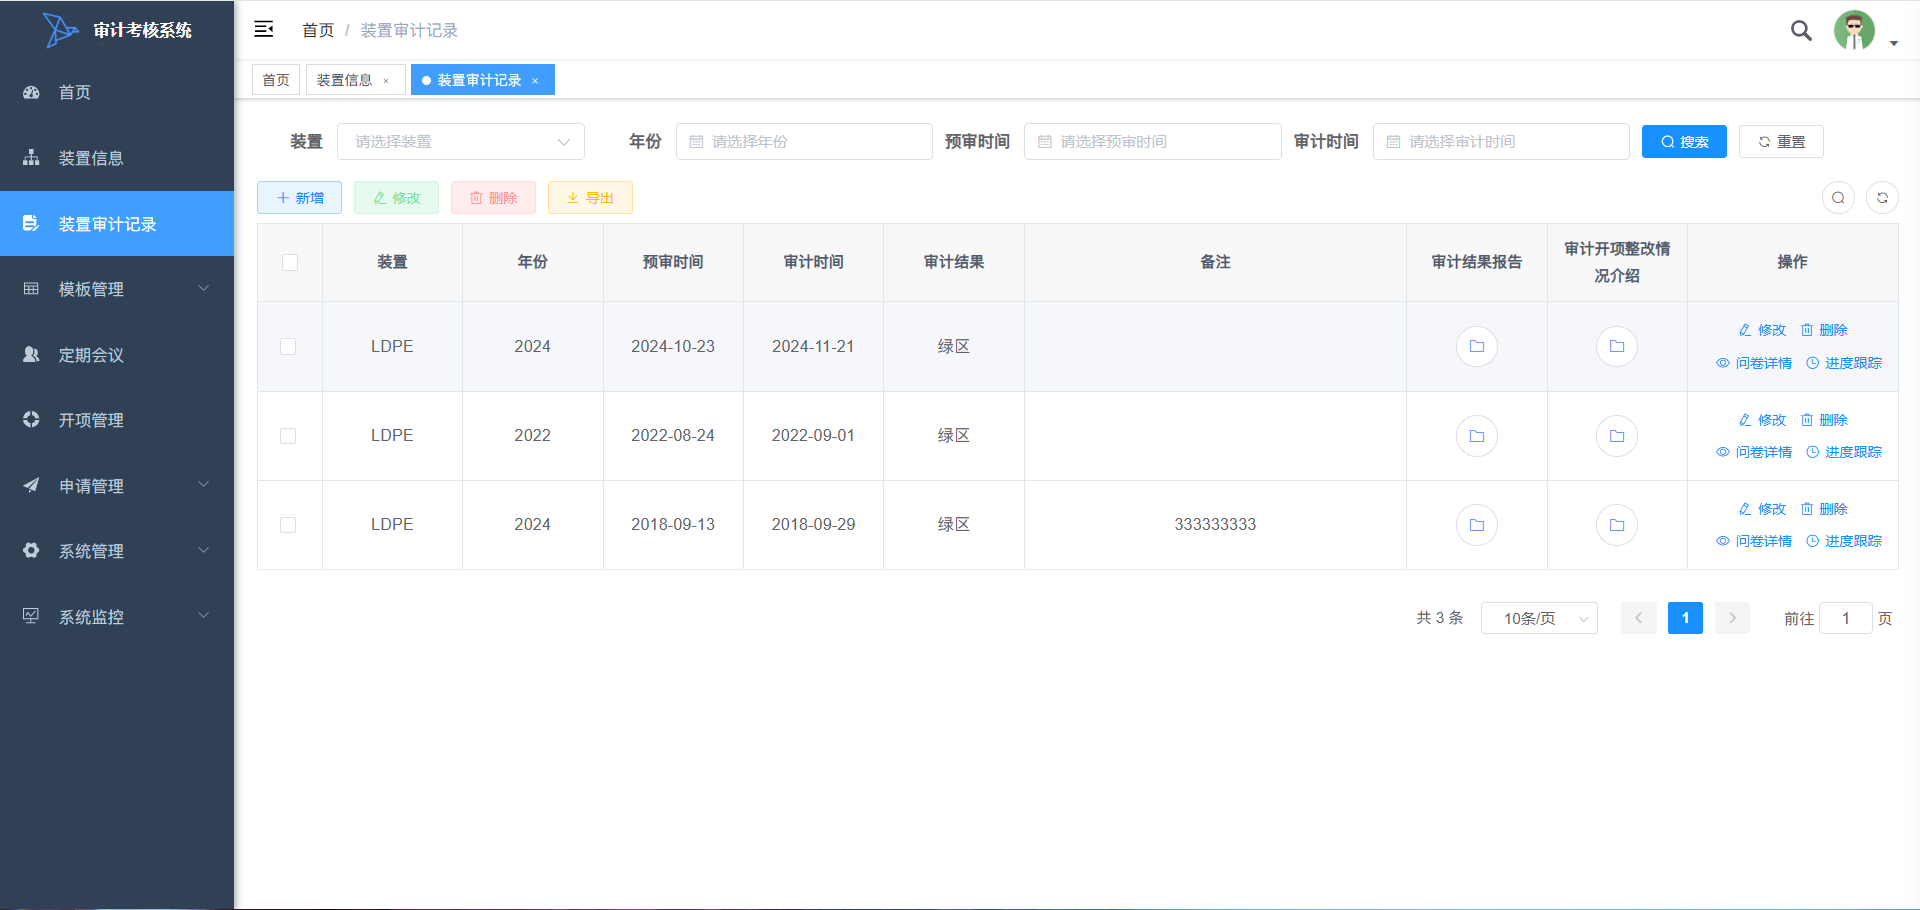 审计考核系统
首页 / 装置审计记录
首页
装置信息 ×
装置审计记录 ×
首页
装置信息
装置审计记录
模板管理
定期会议
开项管理
申请管理
系统管理
系统监控
装置 请选择装置 年份 请选择年份 预审时间 请选择预审时间 审计时间 请选择审计时间 搜索 重置
新增 修改 删除 导出
装置 年份 预审时间 审计时间 审计结果 备注 审计结果报告 审计开项整改情
况介绍 操作
LDPE 2024 2024-10-23 2024-11-21 绿区 修改 删除
问卷详情 进度跟踪
LDPE 2022 2022-08-24 2022-09-01 绿区 修改 删除
问卷详情 进度跟踪
LDPE 2024 2018-09-13 2018-09-29 绿区 333333333 修改 删除
问卷详情 进度跟踪
共 3 条 10条/页 1 前往 1 页